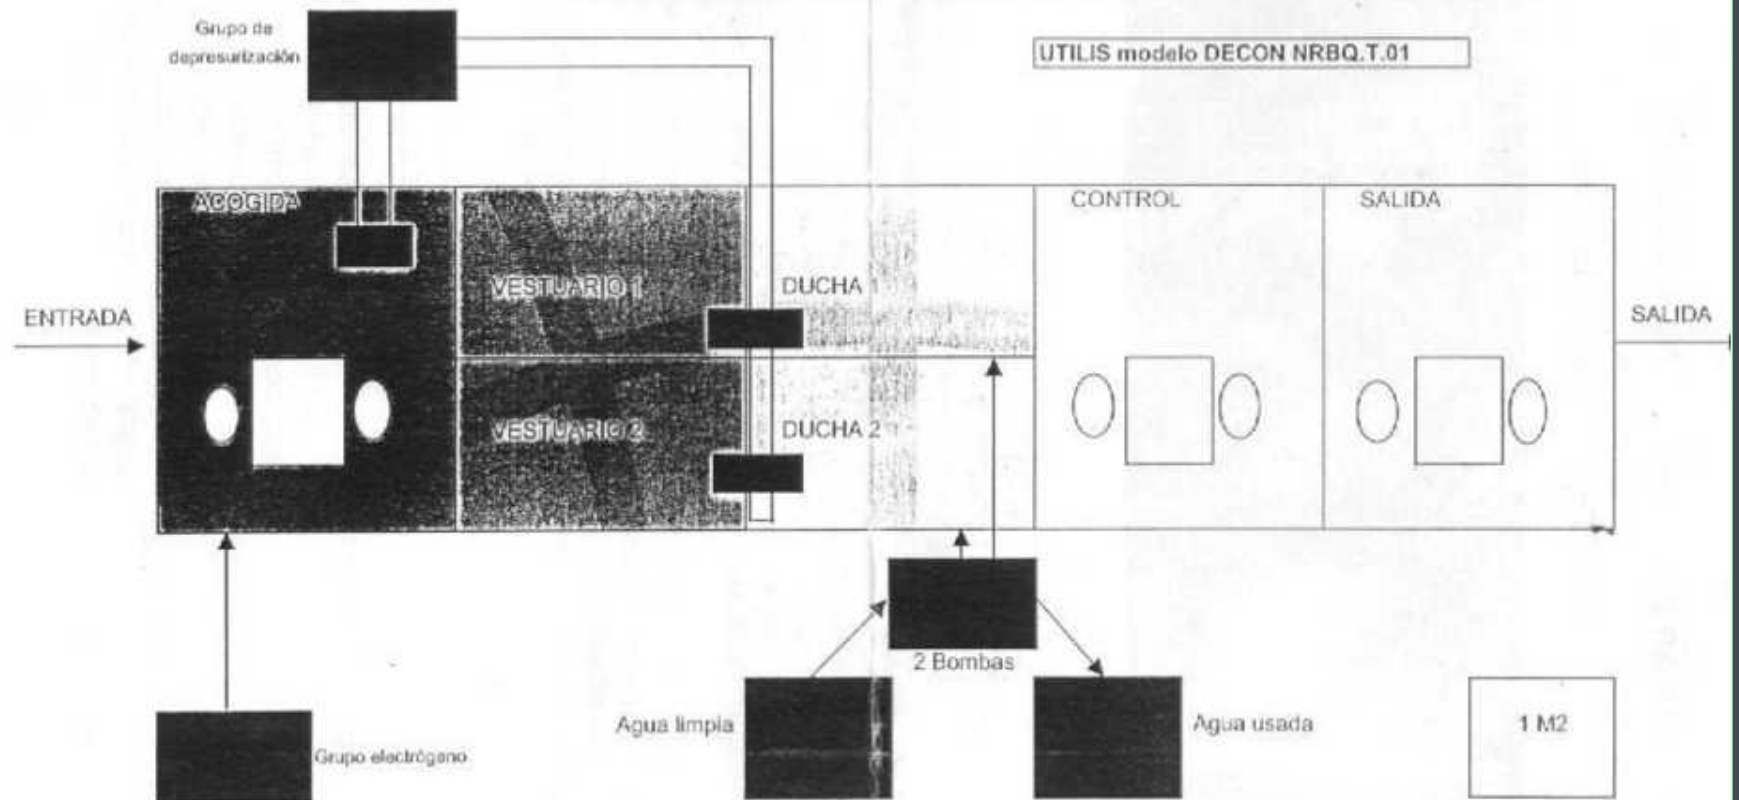 Grupo de
depresurización
UTILIS modelo DECON NRBQ.T.01
ACOGIDA
CONTROL
SALIDA
VESTUARIO 1
DUCHA 1
ENTRADA
SALIDA
VESTUARIO 2
DUCHA 2
2 Bombas
Agua limpia
Agua usada
1 M2
Grupo electrógeno